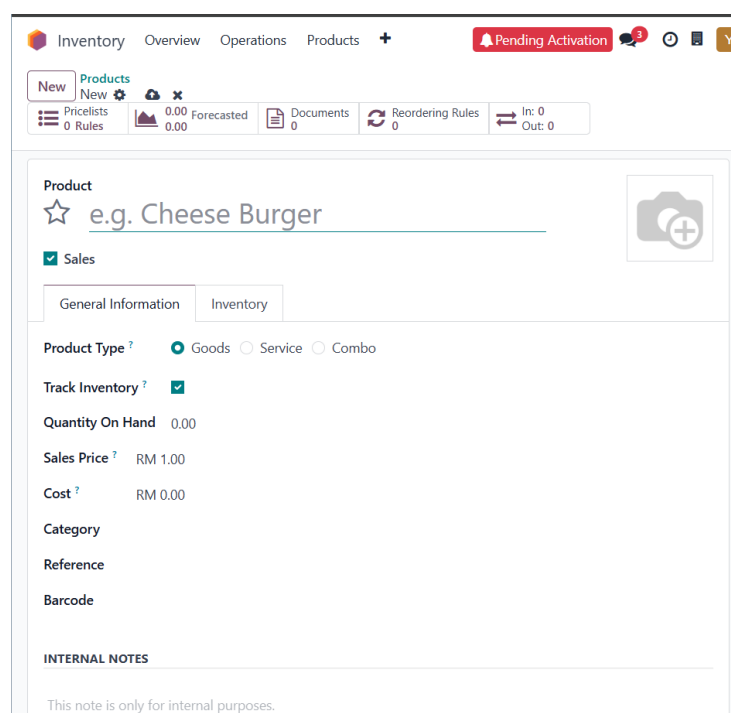 Inventory Overview Operations Products + Pending Activation 3
New Products
New
Pricelists 0.00 Forecasted Documents Reordering Rules In: 0
0 Rules 0.00 0 0 Out: 0
Product
e.g. Cheese Burger
Sales
General Information Inventory
Product Type ? Goods Service Combo
Track Inventory ?
Quantity On Hand 0.00
Sales Price ? RM 1.00
Cost ? RM 0.00
Category
Reference
Barcode
INTERNAL NOTES
This note is only for internal purposes.